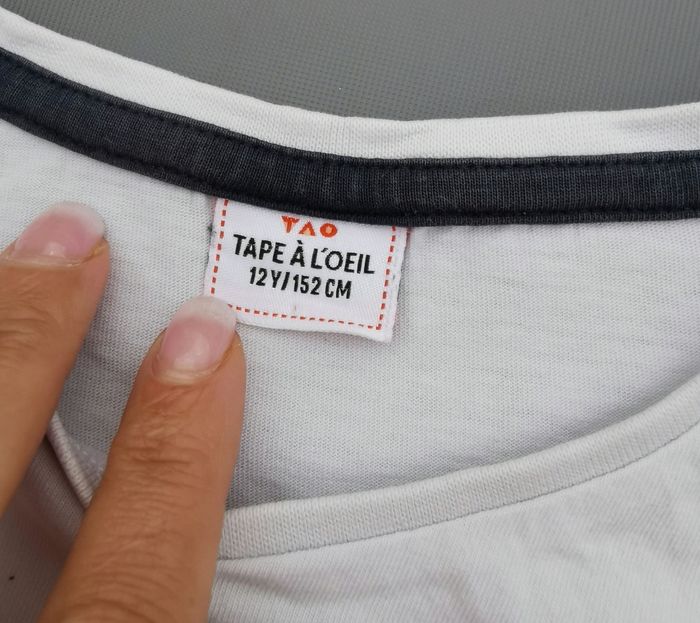 TAO
TAPE À L'OEIL
12Y/152 CM